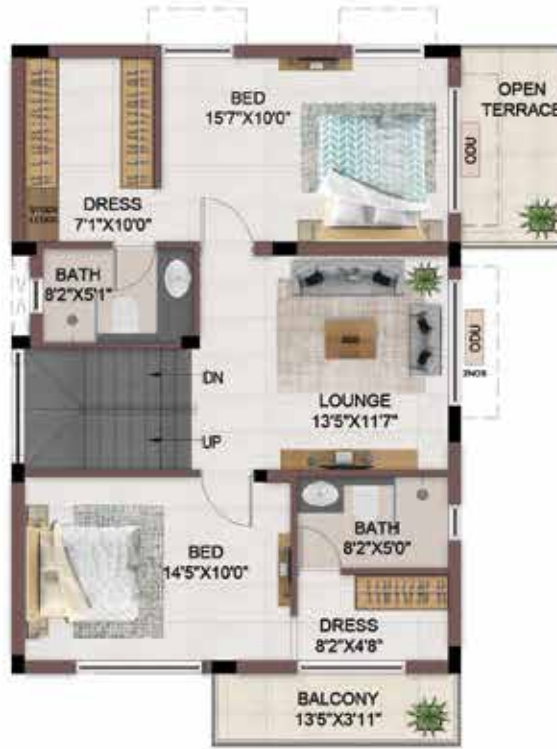 BED
15'7"X10'0"
OPEN
TERRACE
ODU
DRESS
7'1"X10'0"
BATH
8'2"X5'1"
ODU
2NOS
DN
LOUNGE
13'5"X11'7"
UP
BED
14'5"X10'0"
BATH
8'2"X5'0"
DRESS
8'2"X4'8"
BALCONY
13'5"X3'11"